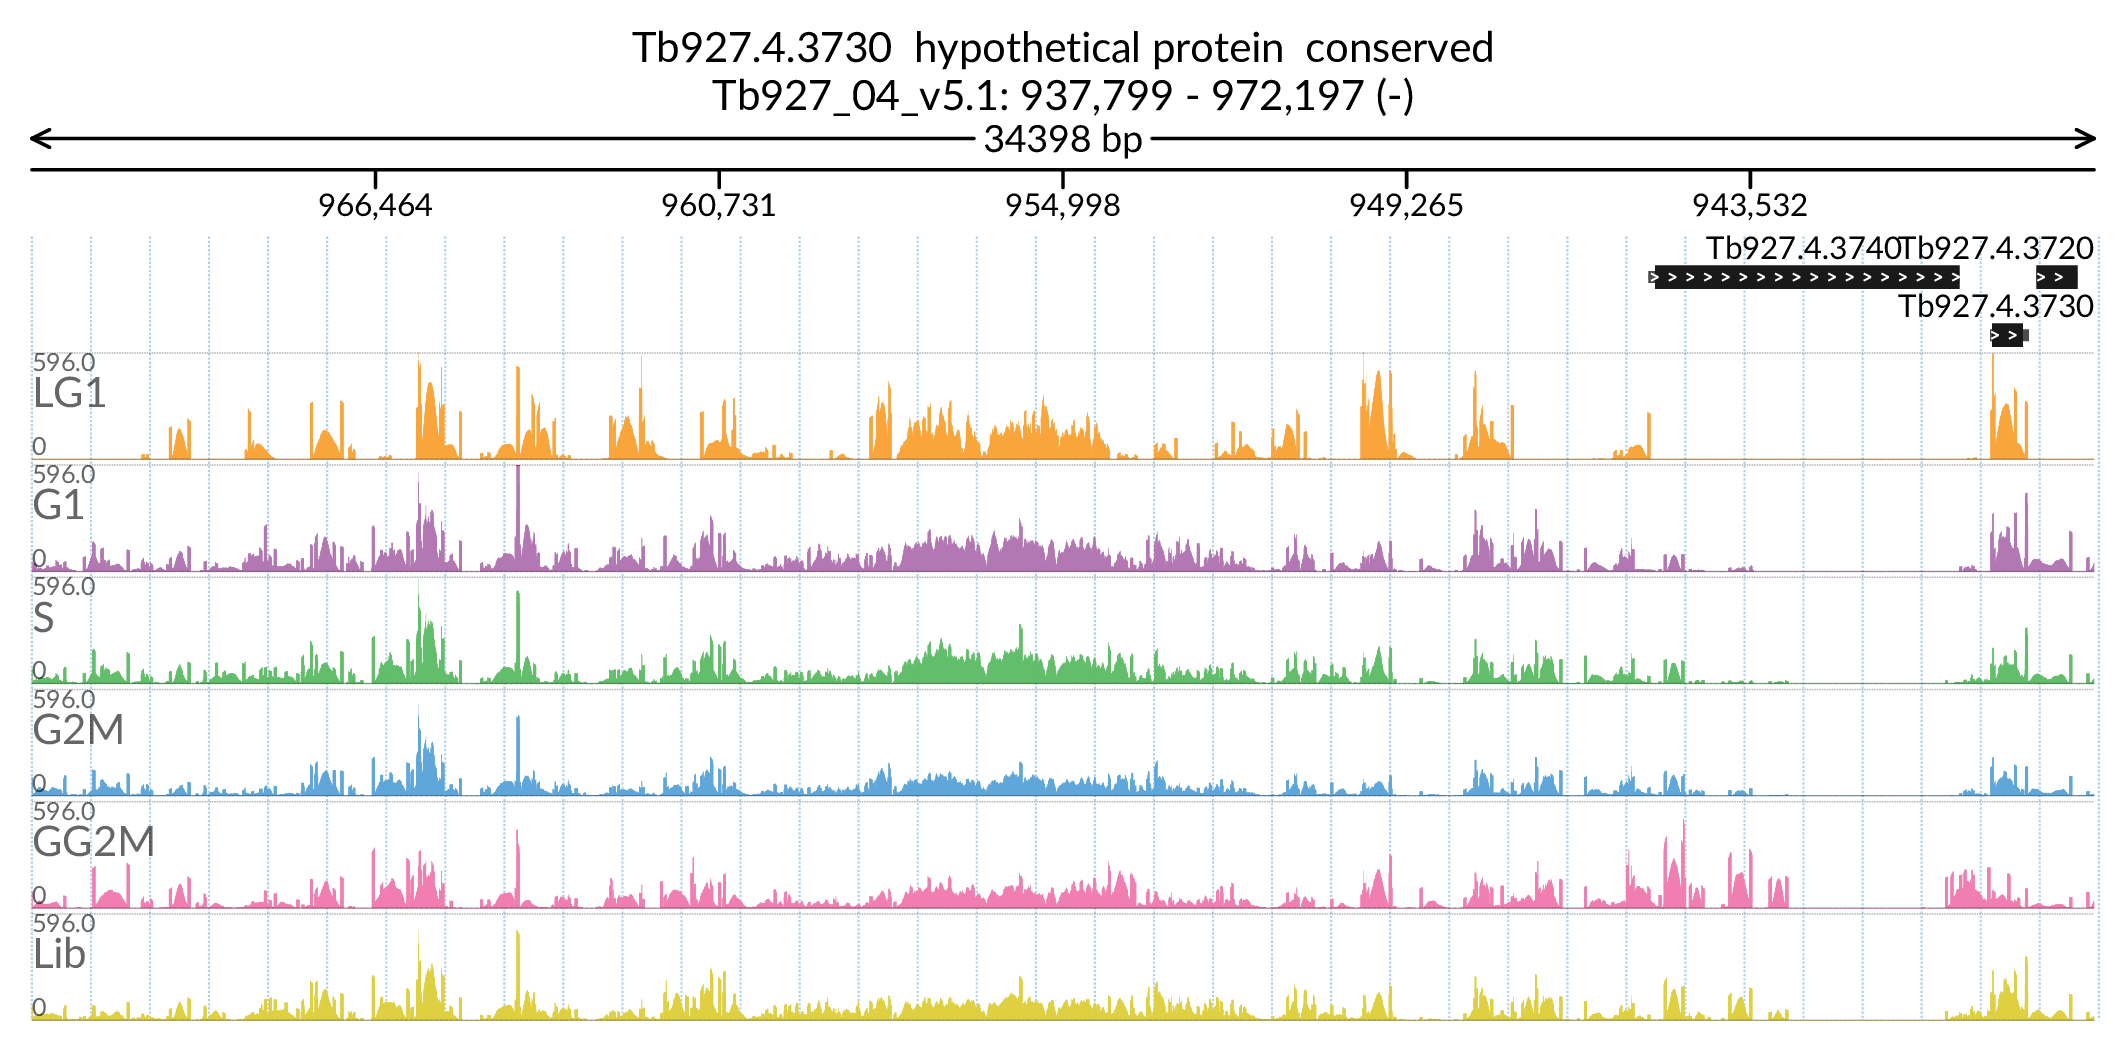 Tb927.4.3730  hypothetical protein  conserved
Tb927_04_v5.1: 937,799 - 972,197 (-)
34398 bp
966,464 960,731 954,998 949,265 943,532
Tb927.4.3740 Tb927.4.3720
Tb927.4.3730
596.0
LG1
0
596.0
G1
0
596.0
S
0
596.0
G2M
0
596.0
GG2M
0
596.0
Lib
0